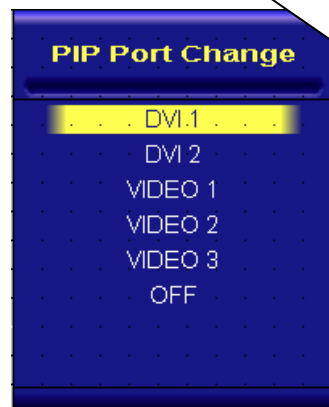 PIP Port Change
DVI 1
DVI 2
VIDEO 1
VIDEO 2
VIDEO 3
OFF